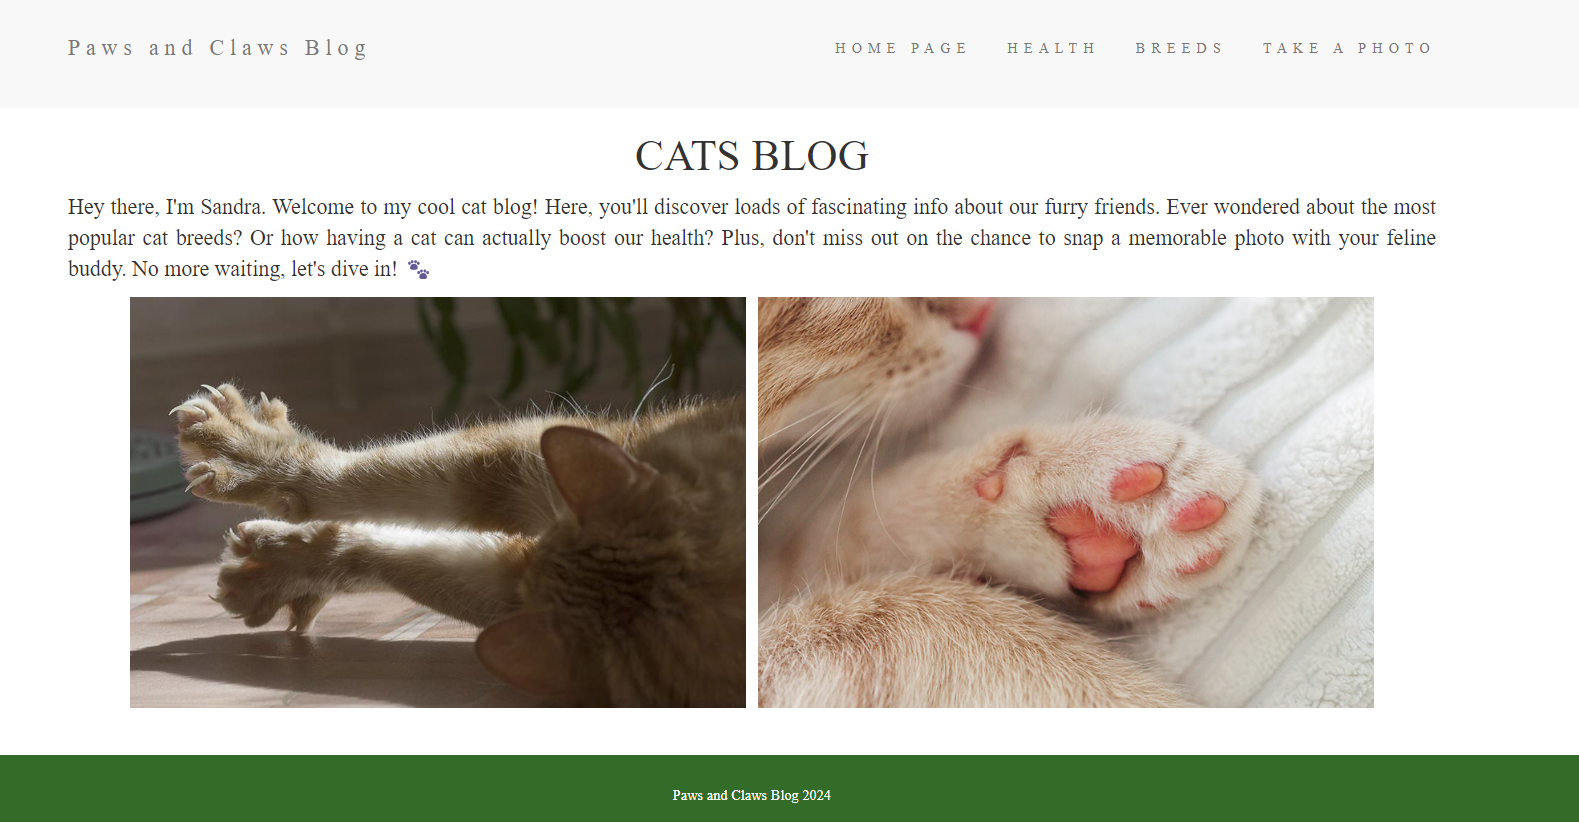 Paws and Claws Blog
HOME PAGE HEALTH BREEDS TAKE A PHOTO
CATS BLOG
Hey there, I'm Sandra. Welcome to my cool cat blog! Here, you'll discover loads of fascinating info about our furry friends. Ever wondered about the most
popular cat breeds? Or how having a cat can actually boost our health? Plus, don't miss out on the chance to snap a memorable photo with your feline
buddy. No more waiting, let's dive in! 🐾
Paws and Claws Blog 2024